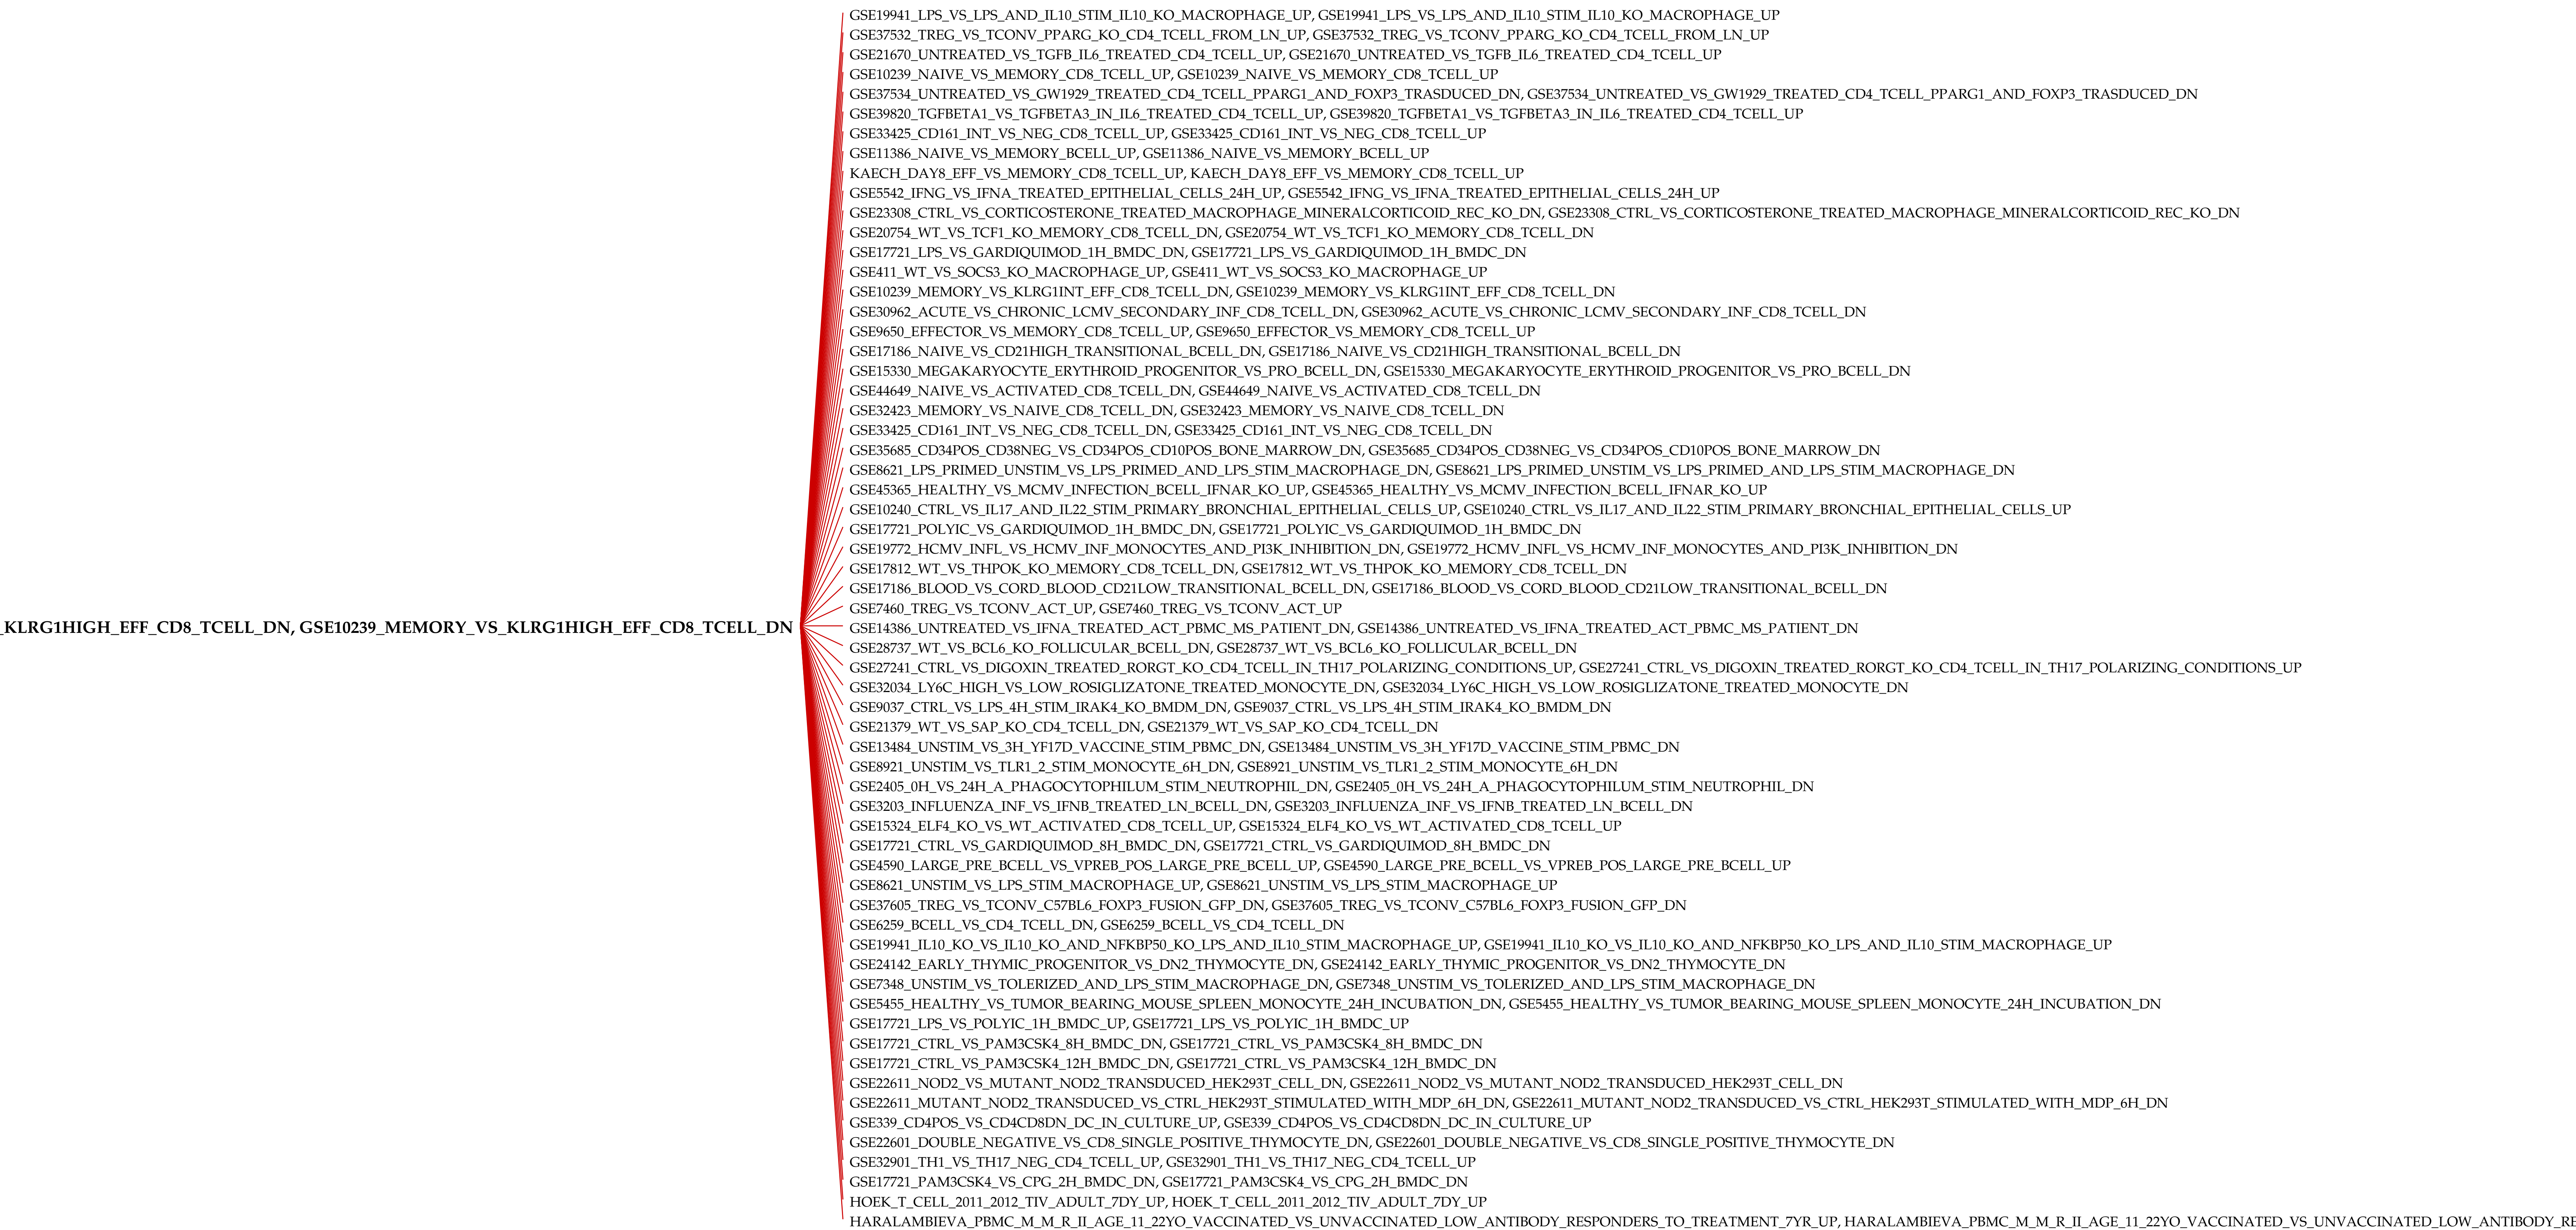 GSE19941_LPS_VS_LPS_AND_IL10_STIM_IL10_KO_MACROPHAGE_UP, GSE19941_LPS_VS_LPS_AND_IL10_STIM_IL10_KO_MACROPHAGE_UP
GSE37532_TREG_VS_TCONV_PPARG_KO_CD4_TCELL_FROM_LN_UP, GSE37532_TREG_VS_TCONV_PPARG_KO_CD4_TCELL_FROM_LN_UP
GSE21670_UNTREATED_VS_TGFB_IL6_TREATED_CD4_TCELL_UP, GSE21670_UNTREATED_VS_TGFB_IL6_TREATED_CD4_TCELL_UP
GSE10239_NAIVE_VS_MEMORY_CD8_TCELL_UP, GSE10239_NAIVE_VS_MEMORY_CD8_TCELL_UP
GSE37534_UNTREATED_VS_GW1929_TREATED_CD4_TCELL_PPARG1_AND_FOXP3_TRASDUCED_DN, GSE37534_UNTREATED_VS_GW1929_TREATED_CD4_TCELL_PPARG1_AND_FOXP3_TRASDUCED_DN
GSE39820_TGFBETA1_VS_TGFBETA3_IN_IL6_TREATED_CD4_TCELL_UP, GSE39820_TGFBETA1_VS_TGFBETA3_IN_IL6_TREATED_CD4_TCELL_UP
GSE33425_CD161_INT_VS_NEG_CD8_TCELL_UP, GSE33425_CD161_INT_VS_NEG_CD8_TCELL_UP
GSE11386_NAIVE_VS_MEMORY_BCELL_UP, GSE11386_NAIVE_VS_MEMORY_BCELL_UP
KAECH_DAY8_EFF_VS_MEMORY_CD8_TCELL_UP, KAECH_DAY8_EFF_VS_MEMORY_CD8_TCELL_UP
GSE5542_IFNG_VS_IFNA_TREATED_EPITHELIAL_CELLS_24H_UP, GSE5542_IFNG_VS_IFNA_TREATED_EPITHELIAL_CELLS_24H_UP
GSE23308_CTRL_VS_CORTICOSTERONE_TREATED_MACROPHAGE_MINERALCORTICOID_REC_KO_DN, GSE23308_CTRL_VS_CORTICOSTERONE_TREATED_MACROPHAGE_MINERALCORTICOID_REC_KO_DN
GSE20754_WT_VS_TCF1_KO_MEMORY_CD8_TCELL_DN, GSE20754_WT_VS_TCF1_KO_MEMORY_CD8_TCELL_DN
GSE17721_LPS_VS_GARDIQUIMOD_1H_BMDC_DN, GSE17721_LPS_VS_GARDIQUIMOD_1H_BMDC_DN
GSE411_WT_VS_SOCS3_KO_MACROPHAGE_UP, GSE411_WT_VS_SOCS3_KO_MACROPHAGE_UP
GSE10239_MEMORY_VS_KLRG1INT_EFF_CD8_TCELL_DN, GSE10239_MEMORY_VS_KLRG1INT_EFF_CD8_TCELL_DN
GSE30962_ACUTE_VS_CHRONIC_LCMV_SECONDARY_INF_CD8_TCELL_DN, GSE30962_ACUTE_VS_CHRONIC_LCMV_SECONDARY_INF_CD8_TCELL_DN
GSE9650_EFFECTOR_VS_MEMORY_CD8_TCELL_UP, GSE9650_EFFECTOR_VS_MEMORY_CD8_TCELL_UP
GSE17186_NAIVE_VS_CD21HIGH_TRANSITIONAL_BCELL_DN, GSE17186_NAIVE_VS_CD21HIGH_TRANSITIONAL_BCELL_DN
GSE15330_MEGAKARYOCYTE_ERYTHROID_PROGENITOR_VS_PRO_BCELL_DN, GSE15330_MEGAKARYOCYTE_ERYTHROID_PROGENITOR_VS_PRO_BCELL_DN
GSE44649_NAIVE_VS_ACTIVATED_CD8_TCELL_DN, GSE44649_NAIVE_VS_ACTIVATED_CD8_TCELL_DN
GSE32423_MEMORY_VS_NAIVE_CD8_TCELL_DN, GSE32423_MEMORY_VS_NAIVE_CD8_TCELL_DN
GSE33425_CD161_INT_VS_NEG_CD8_TCELL_DN, GSE33425_CD161_INT_VS_NEG_CD8_TCELL_DN
GSE35685_CD34POS_CD38NEG_VS_CD34POS_CD10POS_BONE_MARROW_DN, GSE35685_CD34POS_CD38NEG_VS_CD34POS_CD10POS_BONE_MARROW_DN
GSE8621_LPS_PRIMED_UNSTIM_VS_LPS_PRIMED_AND_LPS_STIM_MACROPHAGE_DN, GSE8621_LPS_PRIMED_UNSTIM_VS_LPS_PRIMED_AND_LPS_STIM_MACROPHAGE_DN
GSE45365_HEALTHY_VS_MCMV_INFECTION_BCELL_IFNAR_KO_UP, GSE45365_HEALTHY_VS_MCMV_INFECTION_BCELL_IFNAR_KO_UP
GSE10240_CTRL_VS_IL17_AND_IL22_STIM_PRIMARY_BRONCHIAL_EPITHELIAL_CELLS_UP, GSE10240_CTRL_VS_IL17_AND_IL22_STIM_PRIMARY_BRONCHIAL_EPITHELIAL_CELLS_UP
GSE17721_POLYIC_VS_GARDIQUIMOD_1H_BMDC_DN, GSE17721_POLYIC_VS_GARDIQUIMOD_1H_BMDC_DN
GSE19772_HCMV_INFL_VS_HCMV_INF_MONOCYTES_AND_PI3K_INHIBITION_DN, GSE19772_HCMV_INFL_VS_HCMV_INF_MONOCYTES_AND_PI3K_INHIBITION_DN
GSE17812_WT_VS_THPOK_KO_MEMORY_CD8_TCELL_DN, GSE17812_WT_VS_THPOK_KO_MEMORY_CD8_TCELL_DN
GSE17186_BLOOD_VS_CORD_BLOOD_CD21LOW_TRANSITIONAL_BCELL_DN, GSE17186_BLOOD_VS_CORD_BLOOD_CD21LOW_TRANSITIONAL_BCELL_DN
GSE7460_TREG_VS_TCONV_ACT_UP, GSE7460_TREG_VS_TCONV_ACT_UP
_KLRG1HIGH_EFF_CD8_TCELL_DN, GSE10239_MEMORY_VS_KLRG1HIGH_EFF_CD8_TCELL_DN
GSE14386_UNTREATED_VS_IFNA_TREATED_ACT_PBMC_MS_PATIENT_DN, GSE14386_UNTREATED_VS_IFNA_TREATED_ACT_PBMC_MS_PATIENT_DN
GSE28737_WT_VS_BCL6_KO_FOLLICULAR_BCELL_DN, GSE28737_WT_VS_BCL6_KO_FOLLICULAR_BCELL_DN
GSE27241_CTRL_VS_DIGOXIN_TREATED_RORGT_KO_CD4_TCELL_IN_TH17_POLARIZING_CONDITIONS_UP, GSE27241_CTRL_VS_DIGOXIN_TREATED_RORGT_KO_CD4_TCELL_IN_TH17_POLARIZING_CONDITIONS_UP
GSE32034_LY6C_HIGH_VS_LOW_ROSIGLIZATONE_TREATED_MONOCYTE_DN, GSE32034_LY6C_HIGH_VS_LOW_ROSIGLIZATONE_TREATED_MONOCYTE_DN
GSE9037_CTRL_VS_LPS_4H_STIM_IRAK4_KO_BMDM_DN, GSE9037_CTRL_VS_LPS_4H_STIM_IRAK4_KO_BMDM_DN
GSE21379_WT_VS_SAP_KO_CD4_TCELL_DN, GSE21379_WT_VS_SAP_KO_CD4_TCELL_DN
GSE13484_UNSTIM_VS_3H_YF17D_VACCINE_STIM_PBMC_DN, GSE13484_UNSTIM_VS_3H_YF17D_VACCINE_STIM_PBMC_DN
GSE8921_UNSTIM_VS_TLR1_2_STIM_MONOCYTE_6H_DN, GSE8921_UNSTIM_VS_TLR1_2_STIM_MONOCYTE_6H_DN
GSE2405_0H_VS_24H_A_PHAGOCYTOPHILUM_STIM_NEUTROPHIL_DN, GSE2405_0H_VS_24H_A_PHAGOCYTOPHILUM_STIM_NEUTROPHIL_DN
GSE3203_INFLUENZA_INF_VS_IFNB_TREATED_LN_BCELL_DN, GSE3203_INFLUENZA_INF_VS_IFNB_TREATED_LN_BCELL_DN
GSE15324_ELF4_KO_VS_WT_ACTIVATED_CD8_TCELL_UP, GSE15324_ELF4_KO_VS_WT_ACTIVATED_CD8_TCELL_UP
GSE17721_CTRL_VS_GARDIQUIMOD_8H_BMDC_DN, GSE17721_CTRL_VS_GARDIQUIMOD_8H_BMDC_DN
GSE4590_LARGE_PRE_BCELL_VS_VPREB_POS_LARGE_PRE_BCELL_UP, GSE4590_LARGE_PRE_BCELL_VS_VPREB_POS_LARGE_PRE_BCELL_UP
GSE8621_UNSTIM_VS_LPS_STIM_MACROPHAGE_UP, GSE8621_UNSTIM_VS_LPS_STIM_MACROPHAGE_UP
GSE37605_TREG_VS_TCONV_C57BL6_FOXP3_FUSION_GFP_DN, GSE37605_TREG_VS_TCONV_C57BL6_FOXP3_FUSION_GFP_DN
GSE6259_BCELL_VS_CD4_TCELL_DN, GSE6259_BCELL_VS_CD4_TCELL_DN
GSE19941_IL10_KO_VS_IL10_KO_AND_NFKBP50_KO_LPS_AND_IL10_STIM_MACROPHAGE_UP, GSE19941_IL10_KO_VS_IL10_KO_AND_NFKBP50_KO_LPS_AND_IL10_STIM_MACROPHAGE_UP
GSE24142_EARLY_THYMIC_PROGENITOR_VS_DN2_THYMOCYTE_DN, GSE24142_EARLY_THYMIC_PROGENITOR_VS_DN2_THYMOCYTE_DN
GSE7348_UNSTIM_VS_TOLERIZED_AND_LPS_STIM_MACROPHAGE_DN, GSE7348_UNSTIM_VS_TOLERIZED_AND_LPS_STIM_MACROPHAGE_DN
GSE5455_HEALTHY_VS_TUMOR_BEARING_MOUSE_SPLEEN_MONOCYTE_24H_INCUBATION_DN, GSE5455_HEALTHY_VS_TUMOR_BEARING_MOUSE_SPLEEN_MONOCYTE_24H_INCUBATION_DN
GSE17721_LPS_VS_POLYIC_1H_BMDC_UP, GSE17721_LPS_VS_POLYIC_1H_BMDC_UP
GSE17721_CTRL_VS_PAM3CSK4_8H_BMDC_DN, GSE17721_CTRL_VS_PAM3CSK4_8H_BMDC_DN
GSE17721_CTRL_VS_PAM3CSK4_12H_BMDC_DN, GSE17721_CTRL_VS_PAM3CSK4_12H_BMDC_DN
GSE22611_NOD2_VS_MUTANT_NOD2_TRANSDUCED_HEK293T_CELL_DN, GSE22611_NOD2_VS_MUTANT_NOD2_TRANSDUCED_HEK293T_CELL_DN
GSE22611_MUTANT_NOD2_TRANSDUCED_VS_CTRL_HEK293T_STIMULATED_WITH_MDP_6H_DN, GSE22611_MUTANT_NOD2_TRANSDUCED_VS_CTRL_HEK293T_STIMULATED_WITH_MDP_6H_DN
GSE339_CD4POS_VS_CD4CD8DN_DC_IN_CULTURE_UP, GSE339_CD4POS_VS_CD4CD8DN_DC_IN_CULTURE_UP
GSE22601_DOUBLE_NEGATIVE_VS_CD8_SINGLE_POSITIVE_THYMOCYTE_DN, GSE22601_DOUBLE_NEGATIVE_VS_CD8_SINGLE_POSITIVE_THYMOCYTE_DN
GSE32901_TH1_VS_TH17_NEG_CD4_TCELL_UP, GSE32901_TH1_VS_TH17_NEG_CD4_TCELL_UP
GSE17721_PAM3CSK4_VS_CPG_2H_BMDC_DN, GSE17721_PAM3CSK4_VS_CPG_2H_BMDC_DN
HOEK_T_CELL_2011_2012_TIV_ADULT_7DY_UP, HOEK_T_CELL_2011_2012_TIV_ADULT_7DY_UP
HARALAMBIEVA_PBMC_M_M_R_II_AGE_11_22YO_VACCINATED_VS_UNVACCINATED_LOW_ANTIBODY_RESPONDERS_TO_TREATMENT_7YR_UP, HARALAMBIEVA_PBMC_M_M_R_II_AGE_11_22YO_VACCINATED_VS_UNVACCINATED_LOW_ANTIBODY_RE